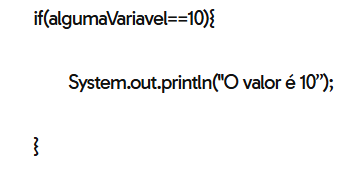 if(algumaVariavel==10){
System.out.println("O valor é 10”);
}